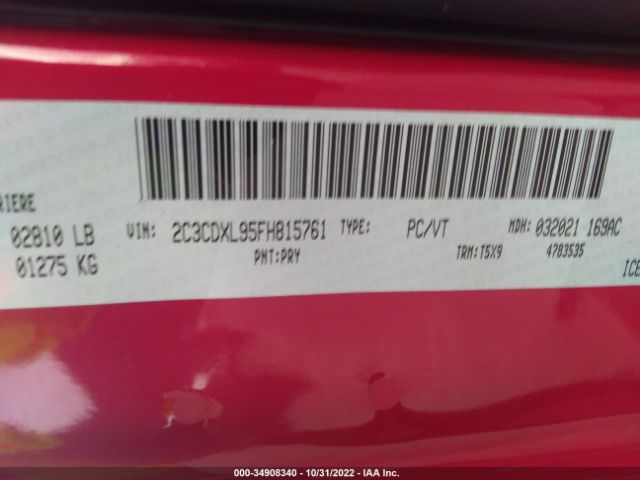 RIERE
02810 LB
01275 KG
VIN: 2C3CDXL95FH815761 TYPE: PC/VT MDH: 032021 169AC
PNT:PRY TRM:T5X9 4783535
ICE
000-34908340 - 10/31/2022 - IAA Inc.